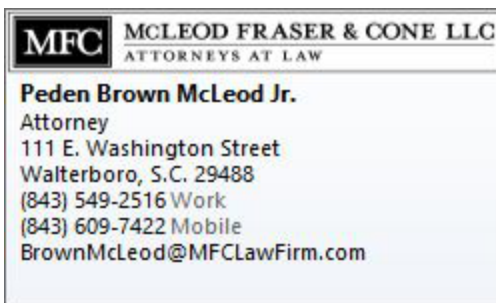 MFC
MCLEOD FRASER & CONE LLC
ATTORNEYS AT LAW
Peden Brown McLeod Jr.
Attorney
111 E. Washington Street
Walterboro, S.C. 29488
(843) 549-2516 Work
(843) 609-7422 Mobile
BrownMcLeod@MFCLawFirm.com